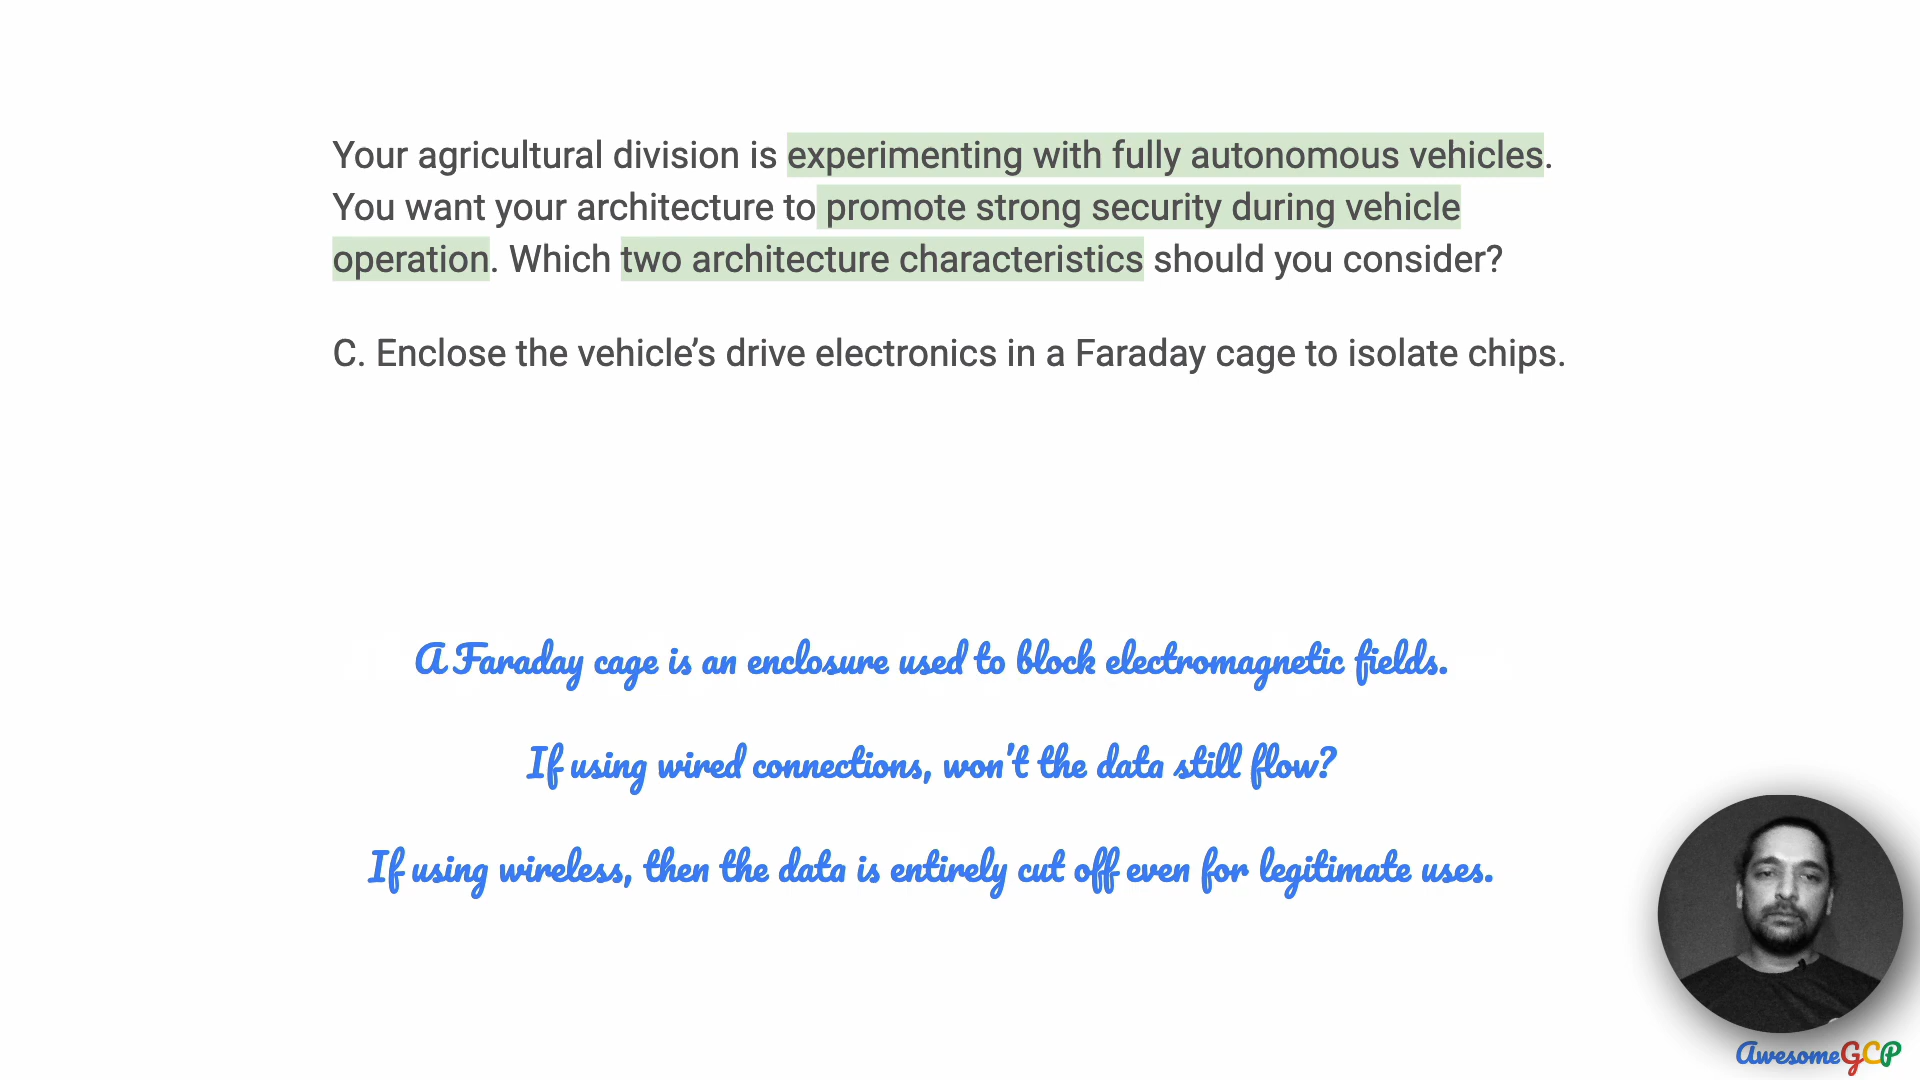 Your agricultural division is experimenting with fully autonomous vehicles.
You want your architecture to promote strong security during vehicle
operation. Which two architecture characteristics should you consider?
C. Enclose the vehicle’s drive electronics in a Faraday cage to isolate chips.
A Faraday cage is an enclosure used to block electromagnetic fields.
If using wired connections, won't the data still flow?
If using wireless, then the data is entirely cut off even for legitimate uses.
AwesomeGCP